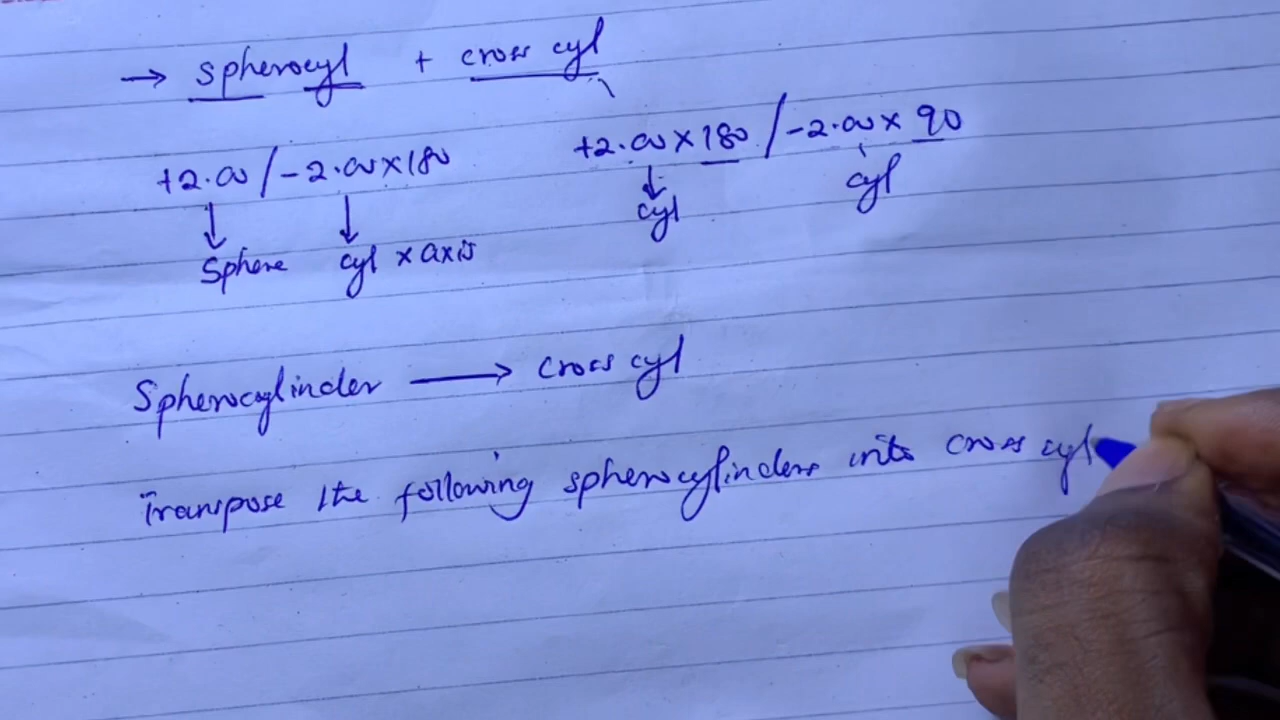 → spherocyl + cross cyl
+2.00 / -2.00 × 180
+2.00 × 180 / -2.00 × 90
Sphere cyl × axis
cyl cyl
Spherocylinder → cross cyl
Transpose the following spherocylinders into cross cyl